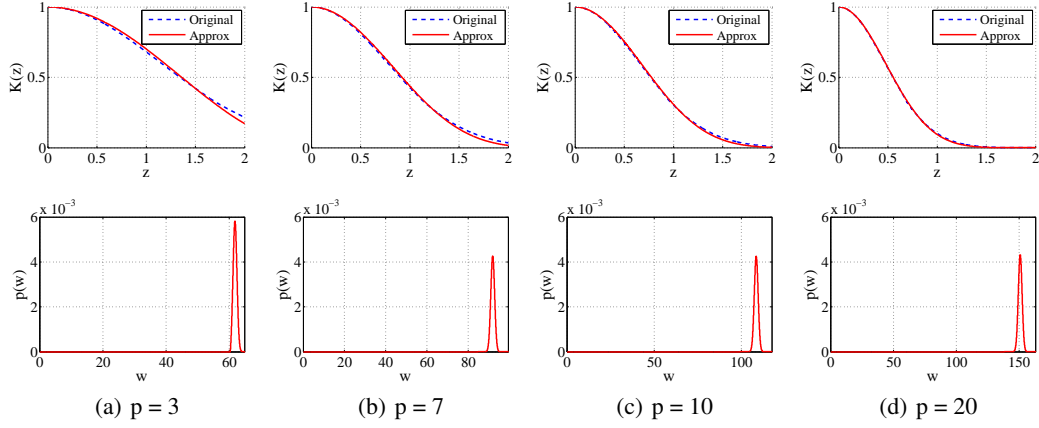 1
0.5
0
K(z)
0 0.5 1 1.5 2
z
Original
Approx
1
0.5
0
K(z)
0 0.5 1 1.5 2
z
Original
Approx
1
0.5
0
K(z)
0 0.5 1 1.5 2
z
Original
Approx
1
0.5
0
K(z)
0 0.5 1 1.5 2
z
Original
Approx
6 x 10⁻³
4
2
0
p(w)
0 20 40 60
w
6 x 10⁻³
4
2
0
p(w)
0 20 40 60 80
w
6 x 10⁻³
4
2
0
p(w)
0 50 100
w
6 x 10⁻³
4
2
0
p(w)
0 50 100 150
w
(a) p = 3
(b) p = 7
(c) p = 10
(d) p = 20